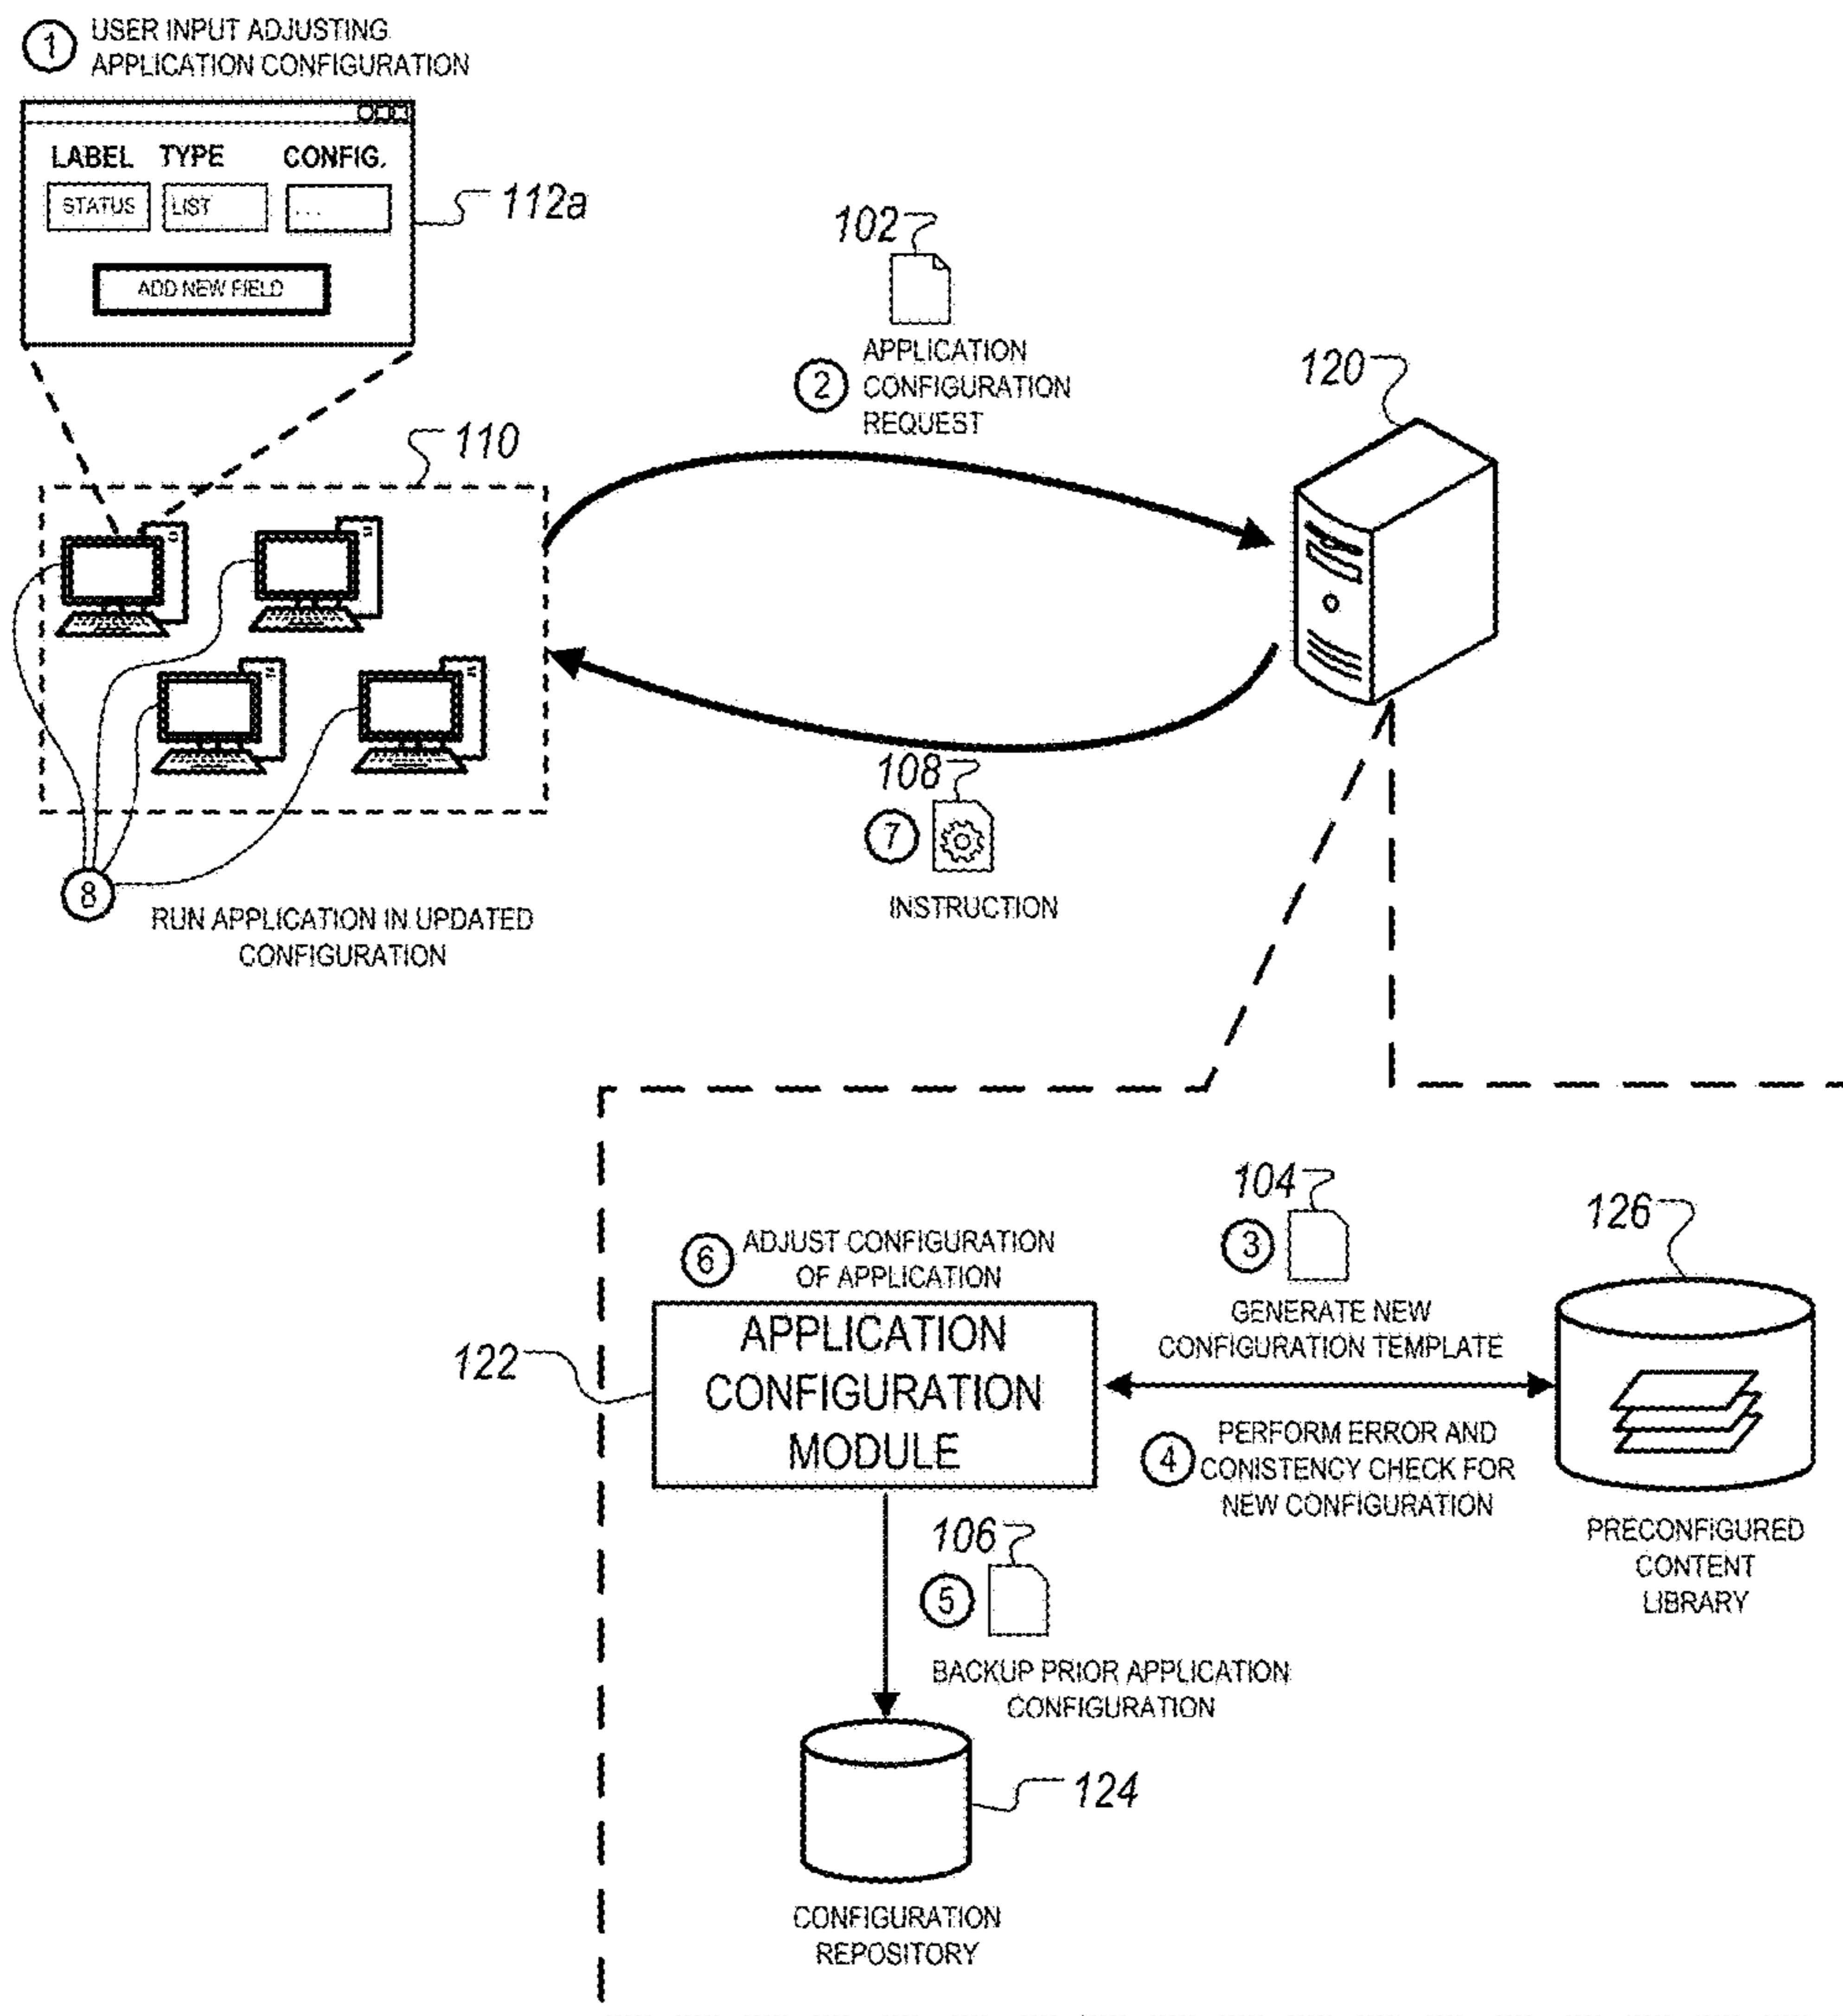 1 USER INPUT ADJUSTING
APPLICATION CONFIGURATION
LABEL TYPE CONFIG.
STATUS LIST ...
ADD NEW FIELD
112a
102
2 APPLICATION
CONFIGURATION
REQUEST
120
110
108
7
INSTRUCTION
8
RUN APPLICATION IN UPDATED
CONFIGURATION
104
3
GENERATE NEW
CONFIGURATION TEMPLATE
126
6 ADJUST CONFIGURATION
OF APPLICATION
APPLICATION
CONFIGURATION
MODULE
122
4 PERFORM ERROR AND
CONISTENCY CHECK FOR
NEW CONFIGURATION
PRECONFIGURED
CONTENT
LIBRARY
106
5
BACKUP PRIOR APPLICATION
CONFIGURATION
124
CONFIGURATION
REPOSITORY